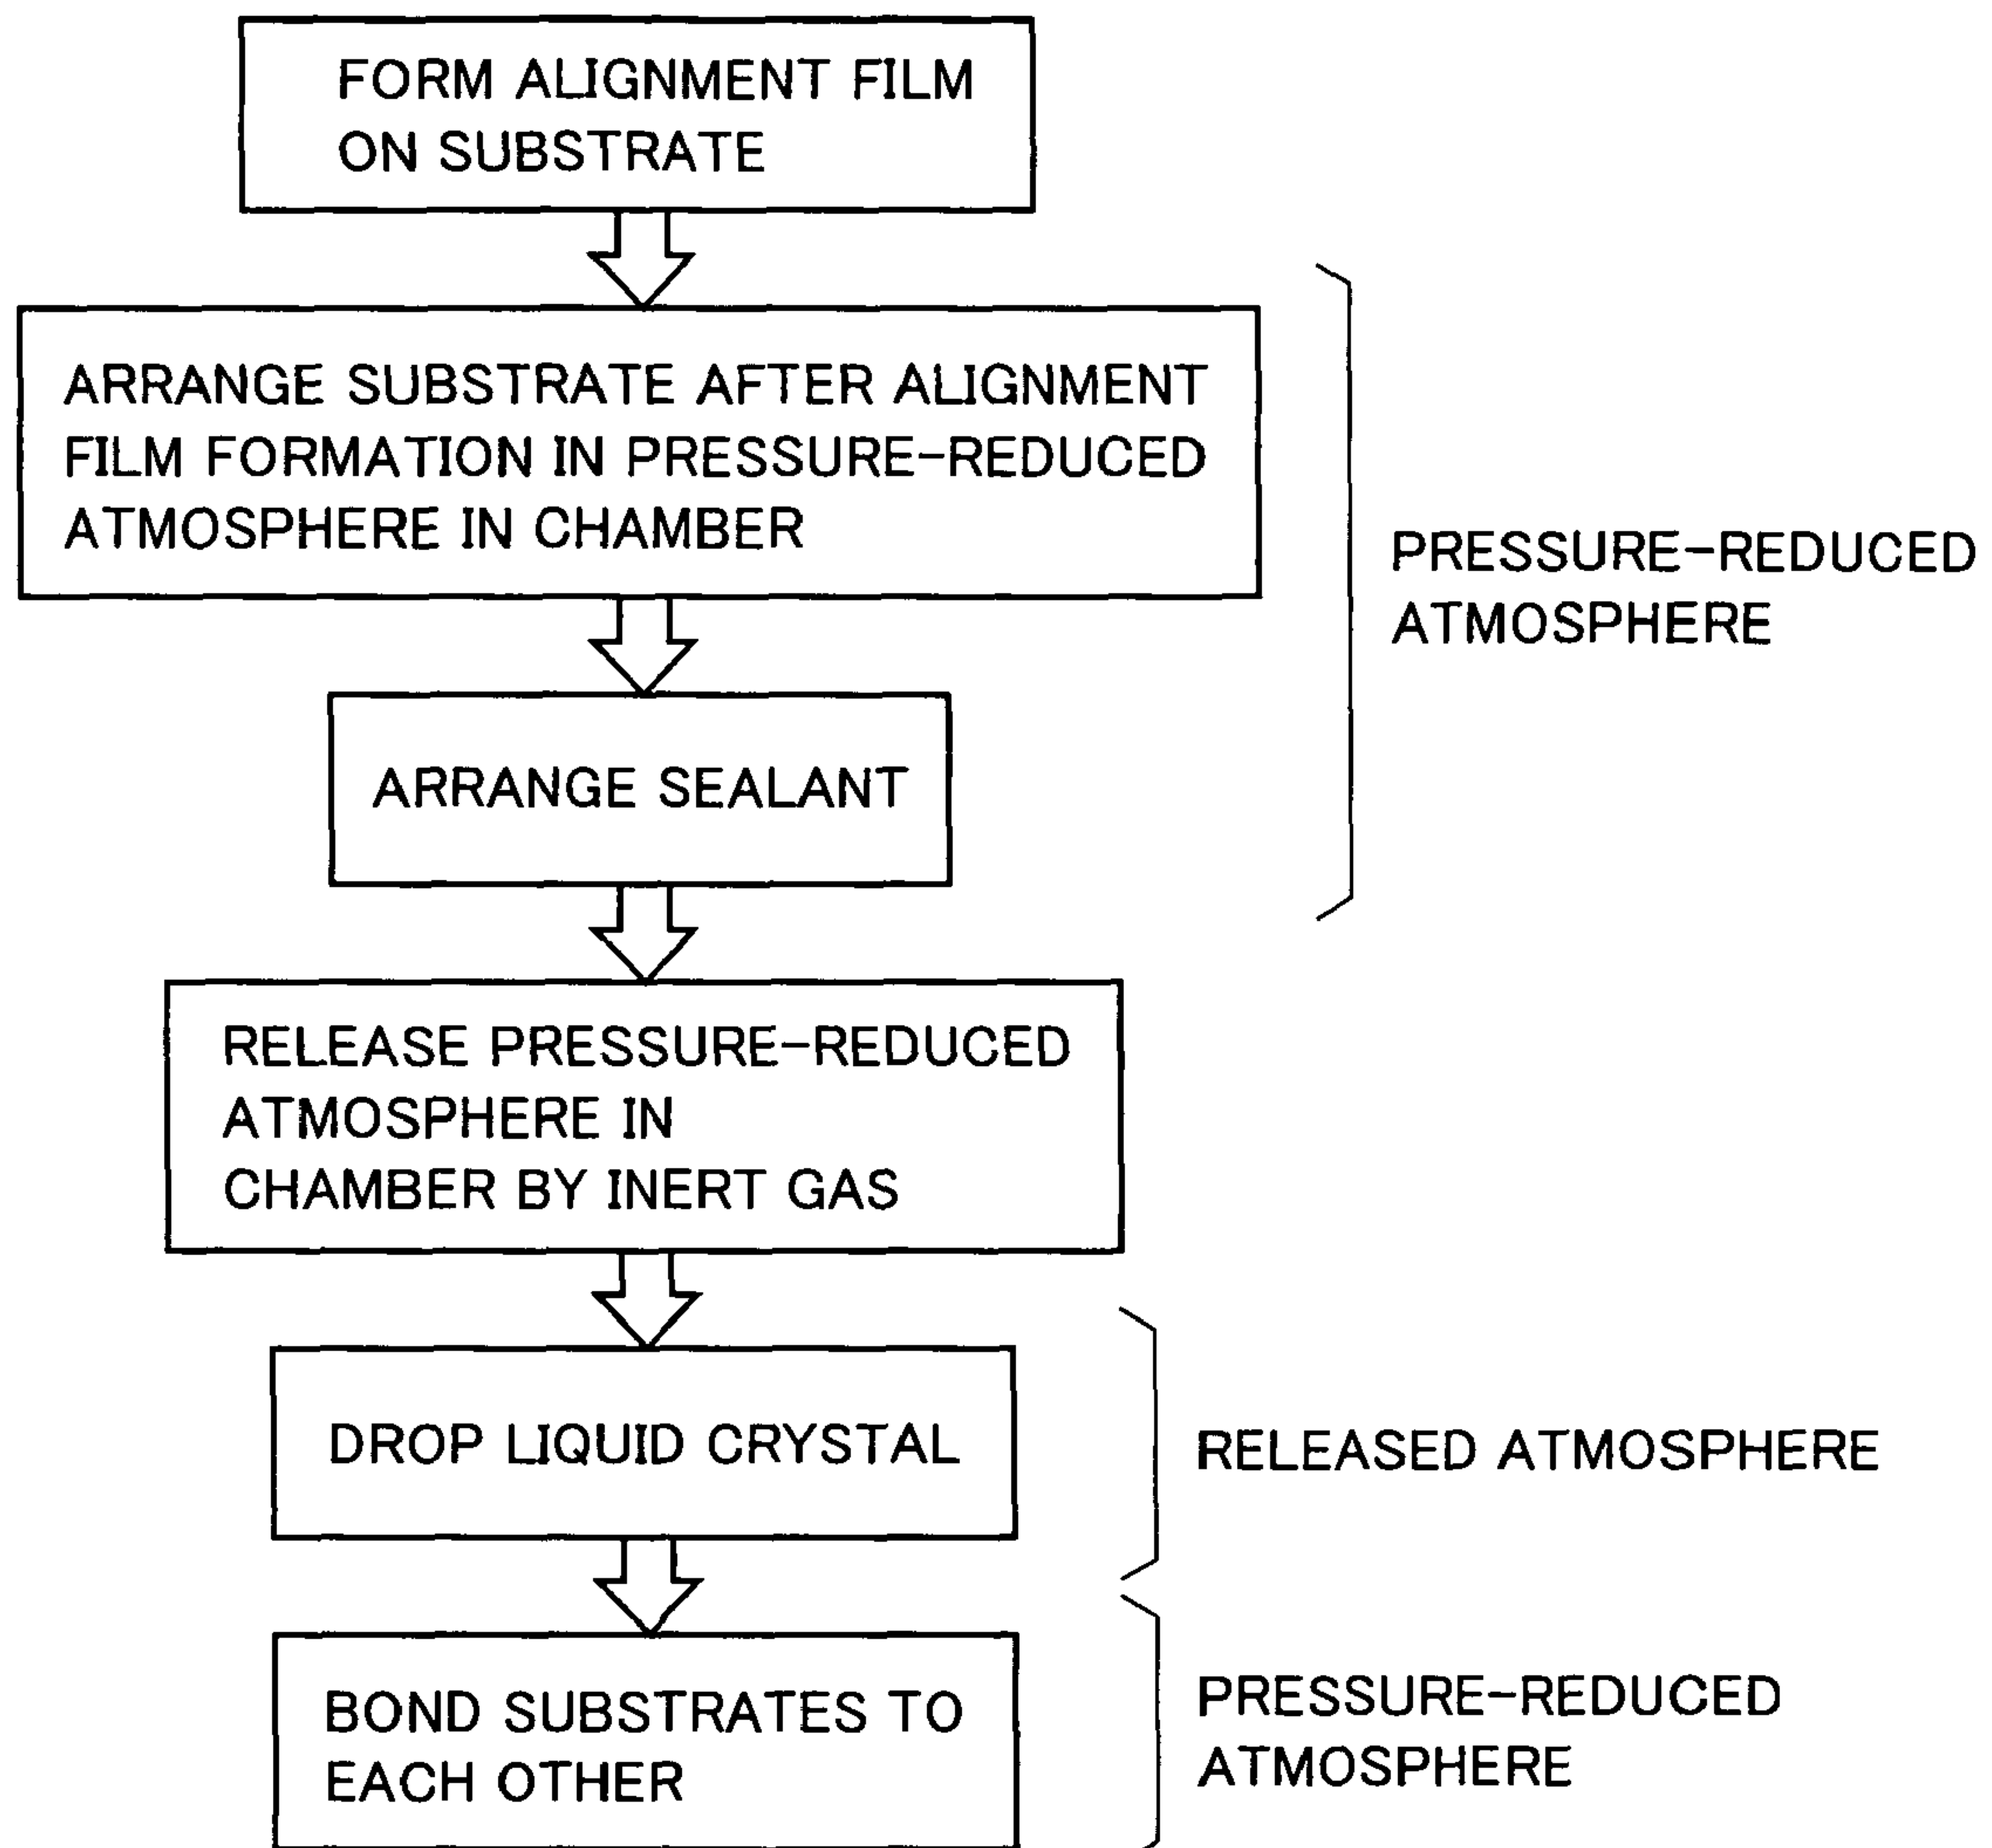 FORM ALIGNMENT FILM
ON SUBSTRATE
ARRANGE SUBSTRATE AFTER ALIGNMENT
FILM FORMATION IN PRESSURE-REDUCED
ATMOSPHERE IN CHAMBER
PRESSURE-REDUCED
ATMOSPHERE
ARRANGE SEALANT
RELEASE PRESSURE-REDUCED
ATMOSPHERE IN
CHAMBER BY INERT GAS
DROP LIQUID CRYSTAL
RELEASED ATMOSPHERE
BOND SUBSTRATES TO
EACH OTHER
PRESSURE-REDUCED
ATMOSPHERE